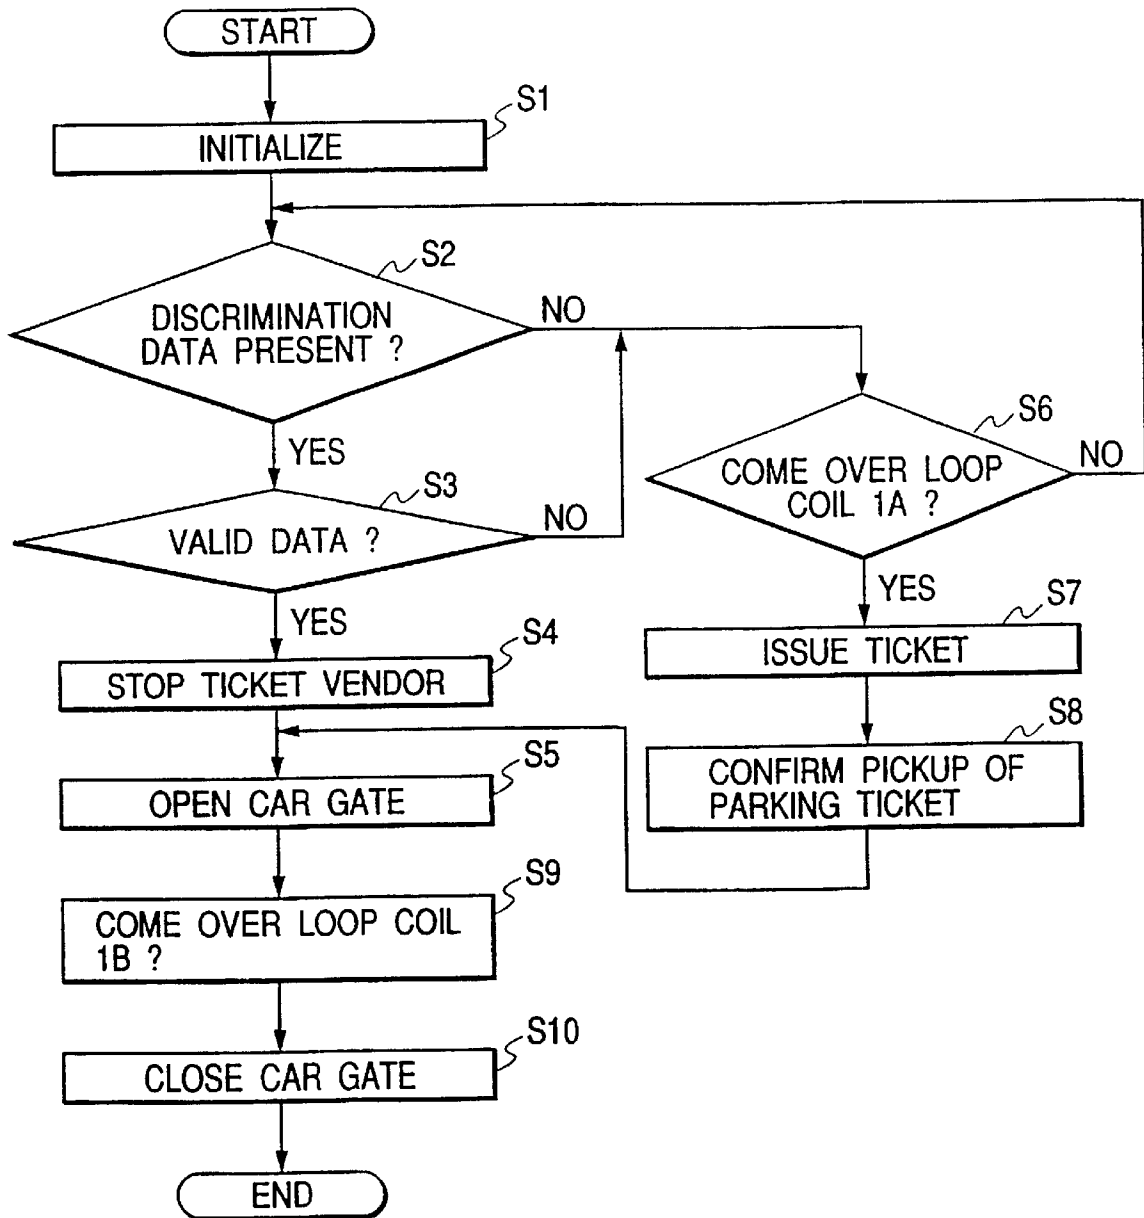 START
S1
INITIALIZE
S2
DISCRIMINATION
DATA PRESENT ?
NO
YES
S3
VALID DATA ?
NO
YES
S4
STOP TICKET VENDOR
S5
OPEN CAR GATE
S6
COME OVER LOOP
COIL 1A ?
NO
YES
S7
ISSUE TICKET
S8
CONFIRM PICKUP OF
PARKING TICKET
S9
COME OVER LOOP COIL
1B ?
S10
CLOSE CAR GATE
END